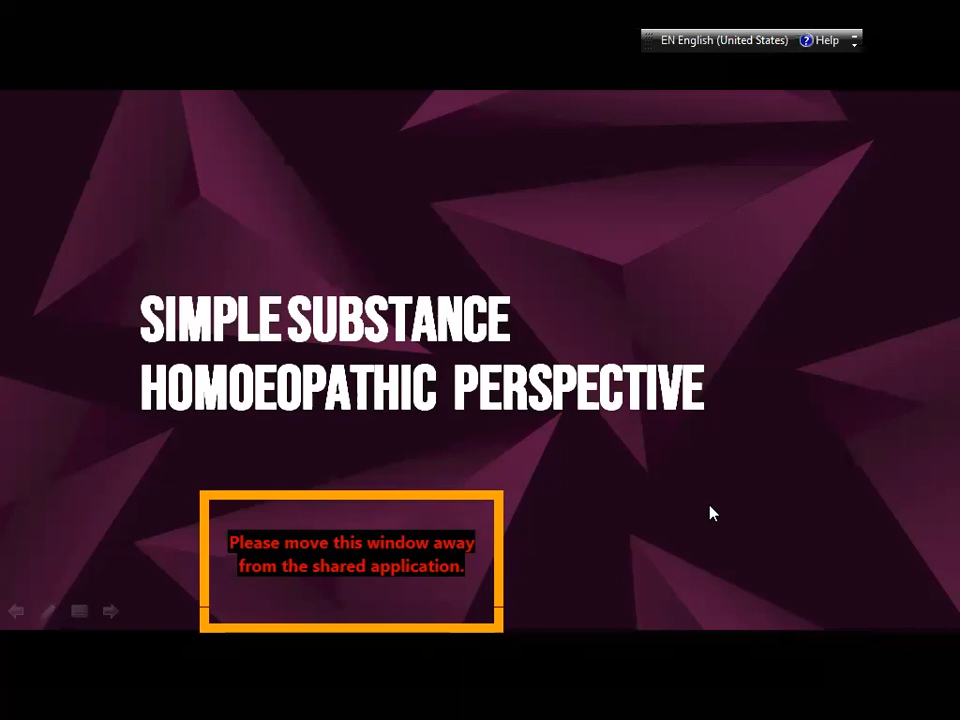 EN English (United States) Help
SIMPLE SUBSTANCE
HOMOEOPATHIC PERSPECTIVE
Please move this window away
from the shared application.